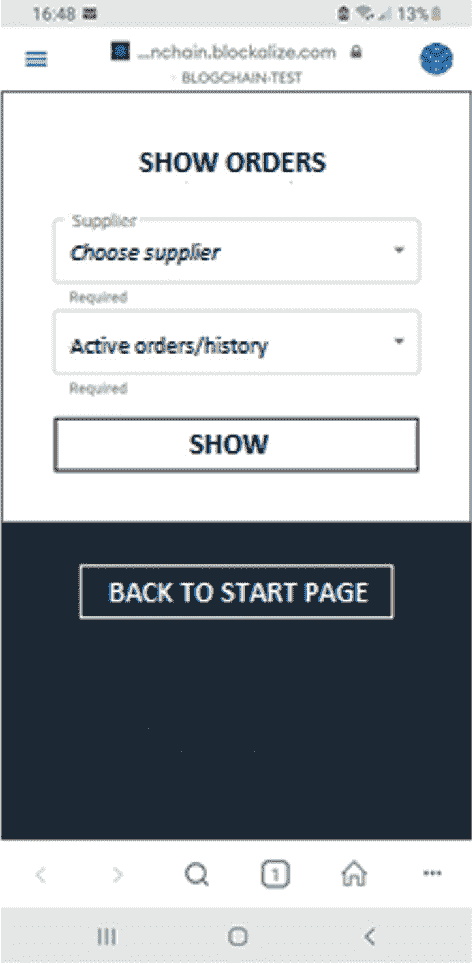 16:48 13%
...nchain.blockalize.com
BLOGCHAIN-TEST
SHOW ORDERS
Supplier
Choose supplier
Required
Active orders/history
Required
SHOW
BACK TO START PAGE
1